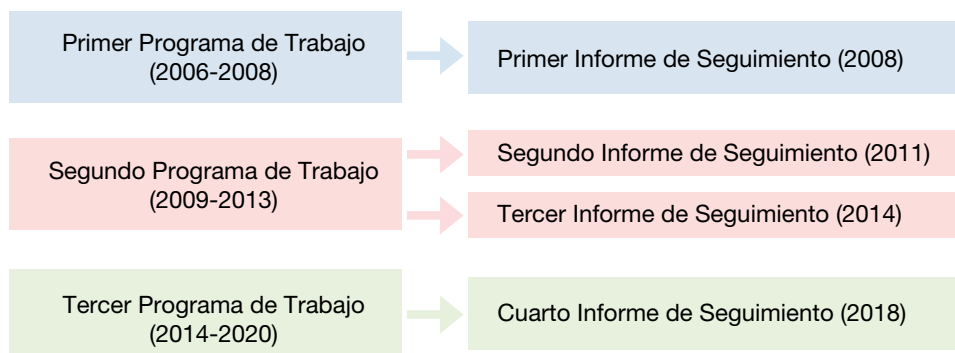 Primer Programa de Trabajo
(2006-2008)
Primer Informe de Seguimiento (2008)
Segundo Programa de Trabajo
(2009-2013)
Segundo Informe de Seguimiento (2011)
Tercer Informe de Seguimiento (2014)
Tercer Programa de Trabajo
(2014-2020)
Cuarto Informe de Seguimiento (2018)